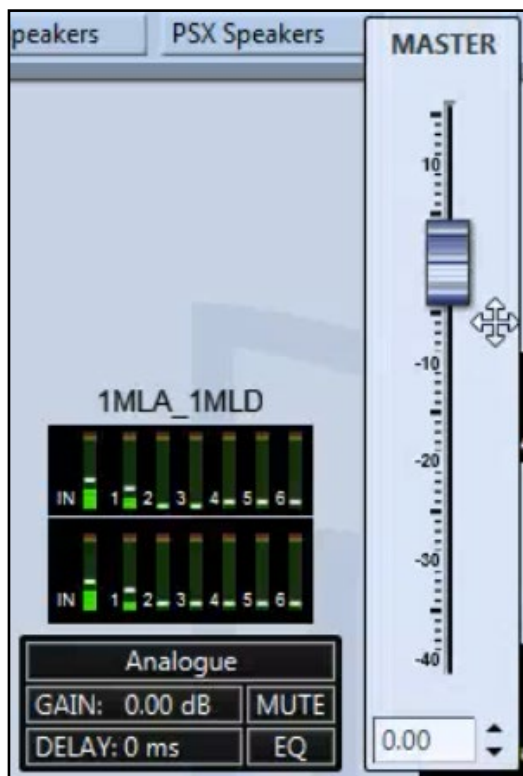 peakers
PSX Speakers
MASTER
10
-10
-20
-30
-40
0.00
1MLA_1MLD
IN 1 2 3 4 5 6
IN 1 2 3 4 5 6
Analogue
GAIN: 0.00 dB
MUTE
DELAY: 0 ms
EQ